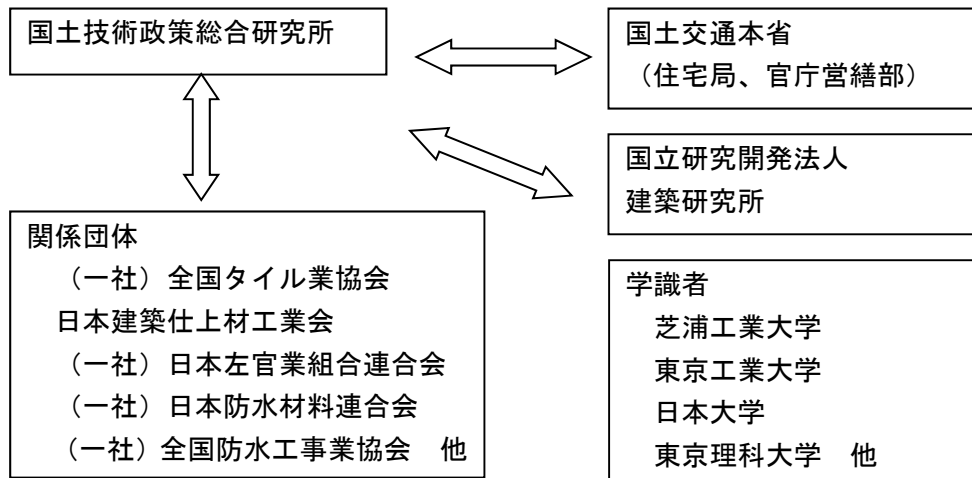 国土技術政策総合研究所
国土交通本省
（住宅局、官庁営繕部）
国立研究開発法人
建築研究所
関係団体
（一社）全国タイル業協会
日本建築仕上材工業会
（一社）日本左官業組合連合会
（一社）日本防水材料連合会
（一社）全国防水工事業協会　他
学識者
芝浦工業大学
東京工業大学
日本大学
東京理科大学　他